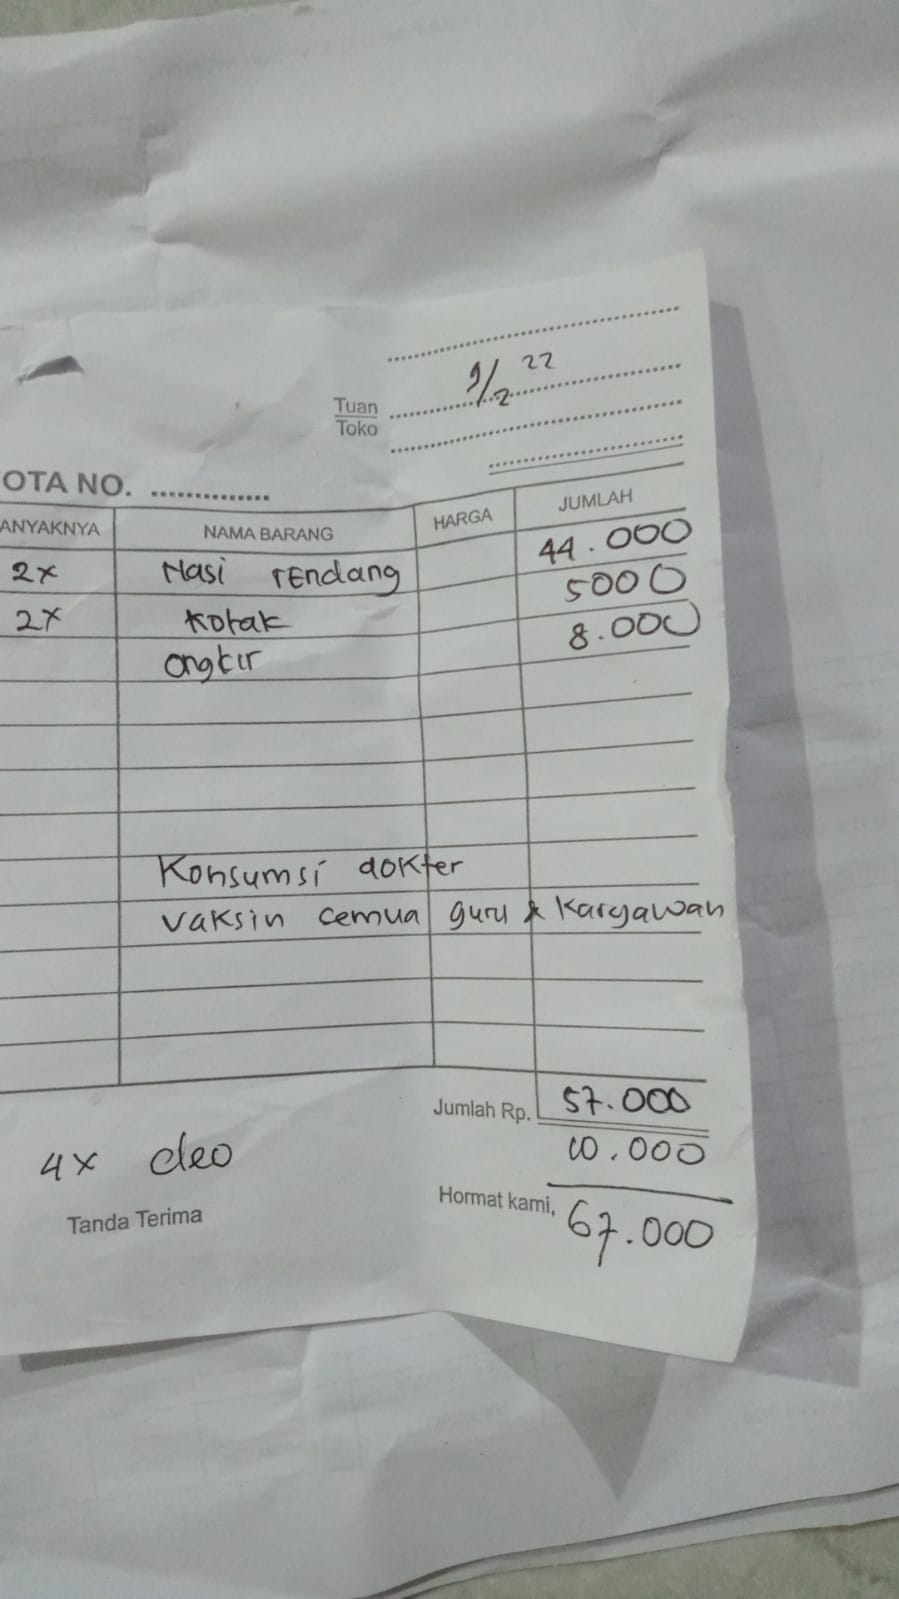 9/2 22
Tuan
Toko
OTA NO. ..............
ANYAKNYA NAMA BARANG HARGA JUMLAH
2x Nasi rendang 44.000
2x Kotak 5000
ongkir 8.000
Konsumsi dokter
vaksin cemua guru & Karyawan
Jumlah Rp. 57.000
4x cleo 10.000
Tanda Terima Hormat kami, 67.000